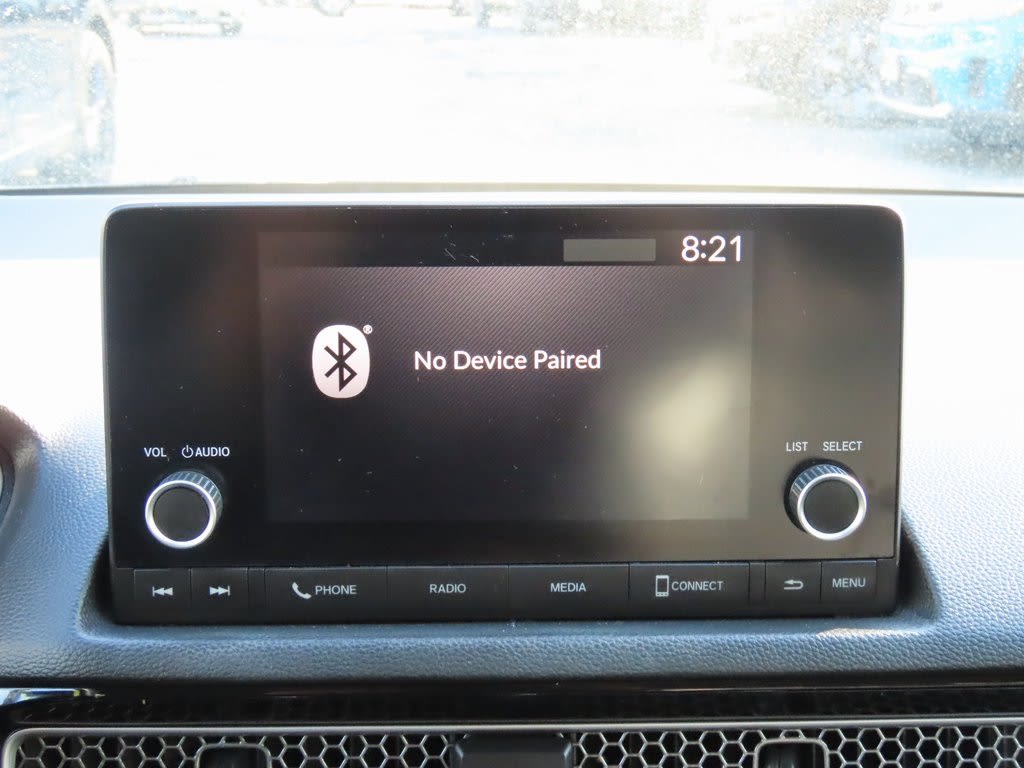 8:21
®
No Device Paired
VOL AUDIO
LIST SELECT
PHONE RADIO MEDIA CONNECT MENU